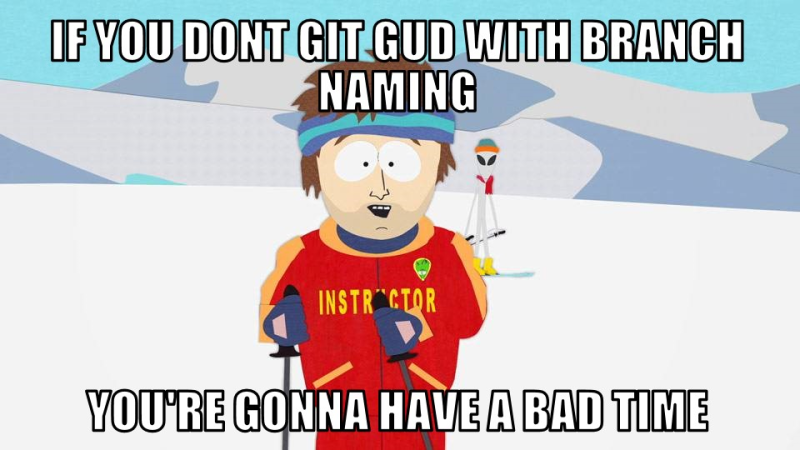 IF YOU DONT GIT GUD WITH BRANCH
NAMING
INSTRUCTOR
YOU'RE GONNA HAVE A BAD TIME